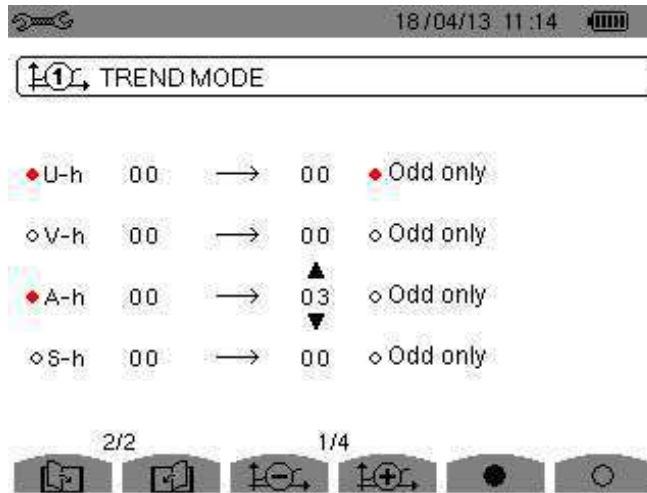 18/04/13 11:14
1 TREND MODE
U-h 00 → 00 Odd only
V-h 00 → 00 Odd only
A-h 00 → 03 Odd only
S-h 00 → 00 Odd only
2/2 1/4